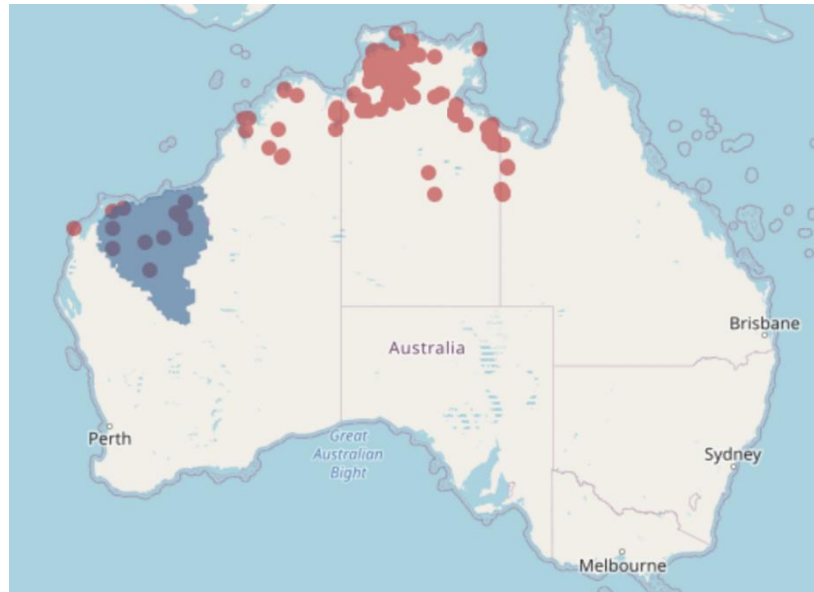 Brisbane
Australia
Perth
Great
Australian
Bight
Sydney
Melbourne